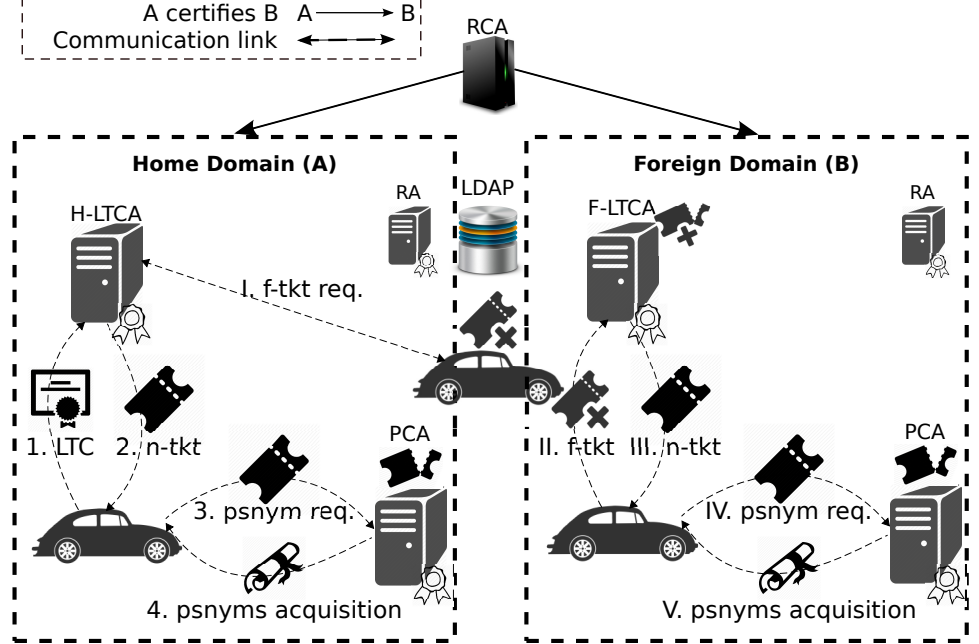 A certifies B A B
Communication link
RCA
Home Domain (A)
H-LTCA
RA
LDAP
I. f-tkt req.
1. LTC
2. n-tkt
PCA
3. psnym req.
4. psnyms acquisition
Foreign Domain (B)
F-LTCA
RA
II. f-tkt
III. n-tkt
PCA
IV. psnym req.
V. psnyms acquisition